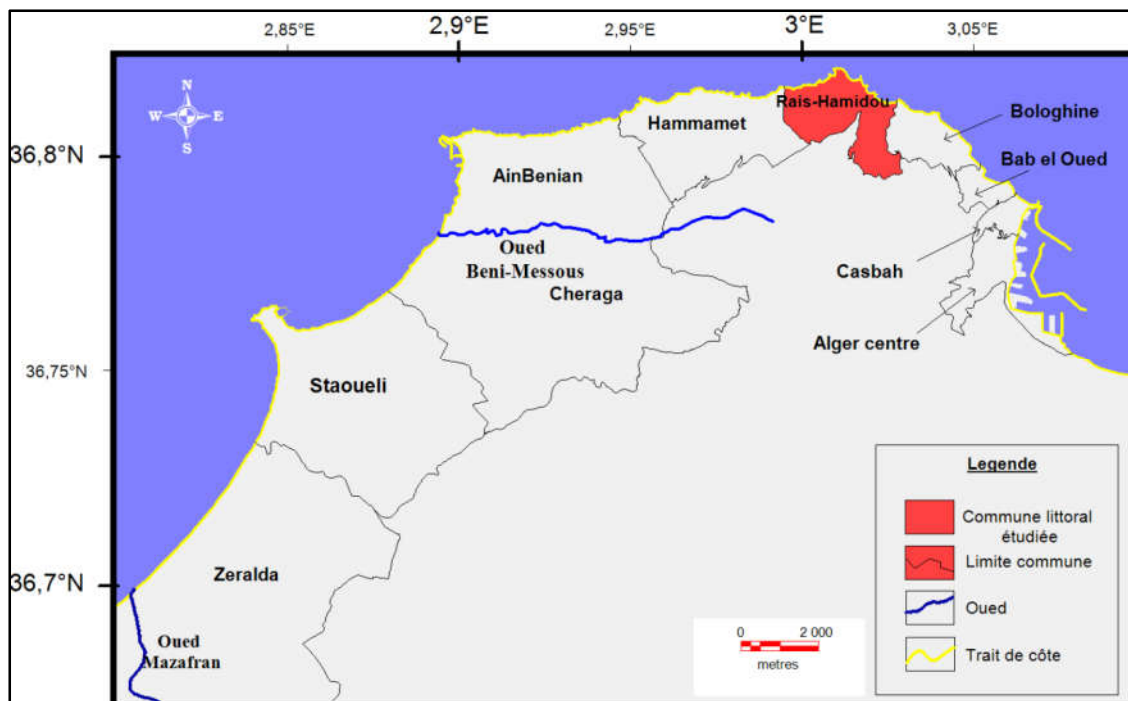 2,85°E
2,9°E
2,95°E
3°E
3,05°E
N
W E
S
36,8°N
36,75°N
36,7°N
Rais-Hamidou
Hammamet
Bologhine
Bab el Oued
AinBenian
Oued
Beni-Messous
Cheraga
Casbah
Alger centre
Staoueli
Zeralda
Oued
Mazafran
0 2 000
metres
Legende
Commune littoral
étudiée
Limite commune
Oued
Trait de côte